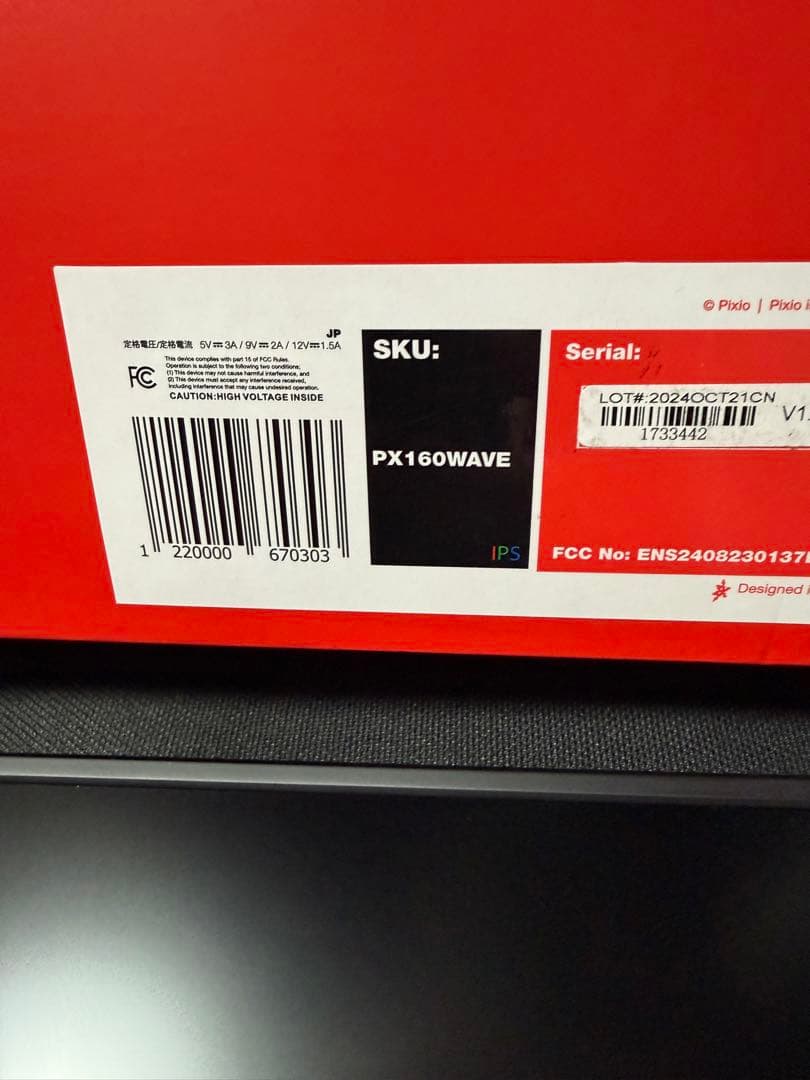 © Pixio | Pixio
JP
定格電圧/定格電流 5V⎓3A / 9V⎓2A / 12V⎓1.5A
FC
This device complies with part 15 of FCC Rules.
Operation is subject to the following two conditions;
(1) This device may not cause harmful interference, and
(2) This device must accept any interference received,
including interference that may cause undesired operation.
CAUTION:HIGH VOLTAGE INSIDE
1 220000 670303
SKU:
PX160WAVE
IPS
Serial:
LOT#:2024OCT21CN
V1.
1733442
FCC No: ENS2408230137
Designed